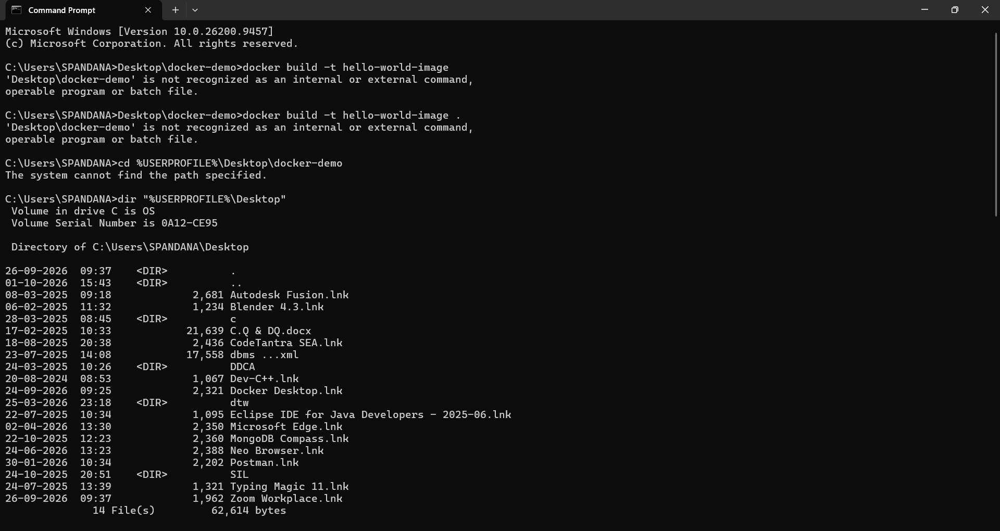 Command Prompt
Microsoft Windows [Version 10.0.26200.9457]
(c) Microsoft Corporation. All rights reserved.
C:\Users\SPANDANA>Desktop\docker-demo>docker build -t hello-world-image
'Desktop\docker-demo' is not recognized as an internal or external command,
operable program or batch file.
C:\Users\SPANDANA>Desktop\docker-demo>docker build -t hello-world-image .
'Desktop\docker-demo' is not recognized as an internal or external command,
operable program or batch file.
C:\Users\SPANDANA>cd %USERPROFILE%\Desktop\docker-demo
The system cannot find the path specified.
C:\Users\SPANDANA>dir "%USERPROFILE%\Desktop"
 Volume in drive C is OS
 Volume Serial Number is 0A12-CE95
 Directory of C:\Users\SPANDANA\Desktop
26-09-2026  09:37    <DIR>          .
01-10-2026  15:43    <DIR>          ..
08-03-2025  09:18             2,681 Autodesk Fusion.lnk
06-02-2025  11:32             1,234 Blender 4.3.lnk
28-03-2025  08:45    <DIR>          c
17-02-2025  10:33            21,639 C.Q & DQ.docx
18-08-2025  20:38             2,436 CodeTantra SEA.lnk
23-07-2025  14:08            17,558 dbms ...xml
24-03-2025  10:26    <DIR>          DDCA
20-08-2024  08:53             1,067 Dev-C++.lnk
24-09-2026  09:25             2,321 Docker Desktop.lnk
25-03-2026  23:18    <DIR>          dtw
22-07-2025  10:34             1,095 Eclipse IDE for Java Developers - 2025-06.lnk
02-04-2026  13:30             2,350 Microsoft Edge.lnk
22-10-2025  12:23             2,360 MongoDB Compass.lnk
24-06-2026  13:23             2,388 Neo Browser.lnk
30-01-2026  10:34             2,202 Postman.lnk
24-10-2025  20:51    <DIR>          SIL
24-07-2025  13:39             1,321 Typing Magic 11.lnk
26-09-2026  09:37             1,962 Zoom Workplace.lnk
              14 File(s)         62,614 bytes